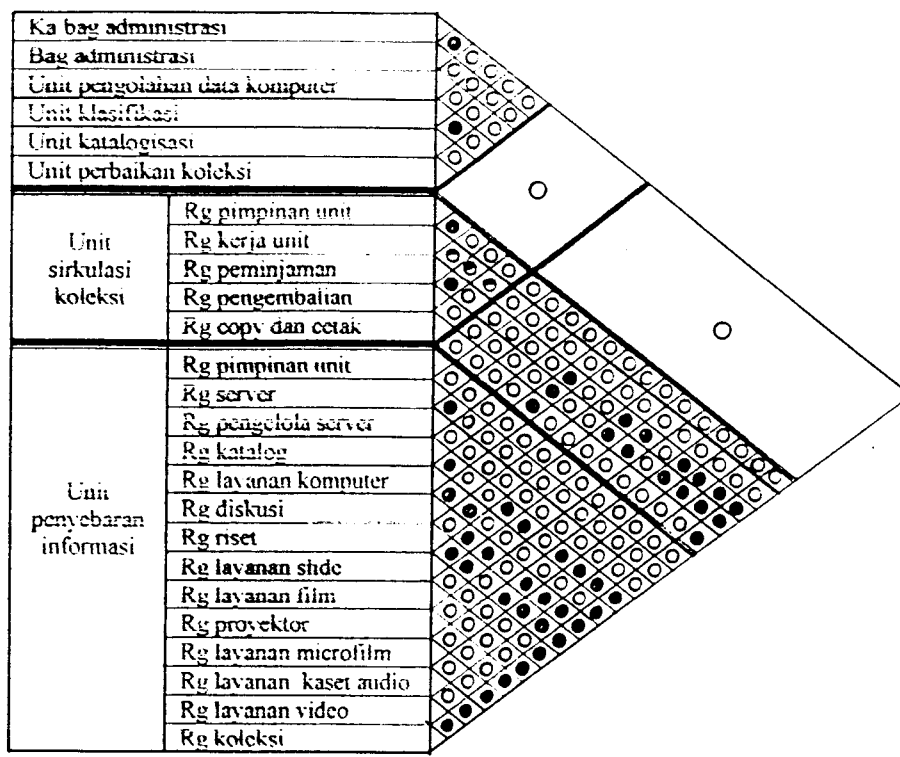 Ka bag administrasi
Bag administrasi
Unit pengolahan data komputer
Unit klasifikasi
Unit katalogisasi
Unit perbaikan koleksi
Unit
sirkulasi
koleksi
Rg pimpinan unit
Rg kerja unit
Rg peminjaman
Rg pengembalian
Rg copy dan cetak
Unit
penyebaran
informasi
Rg pimpinan unit
Rg server
Rg pengelola server
Rg katalog
Rg layanan komputer
Rg diskusi
Rg riset
Rg layanan slide
Rg layanan film
Rg proyektor
Rg layanan microfilm
Rg layanan kaset audio
Rg layanan video
Rg koleksi